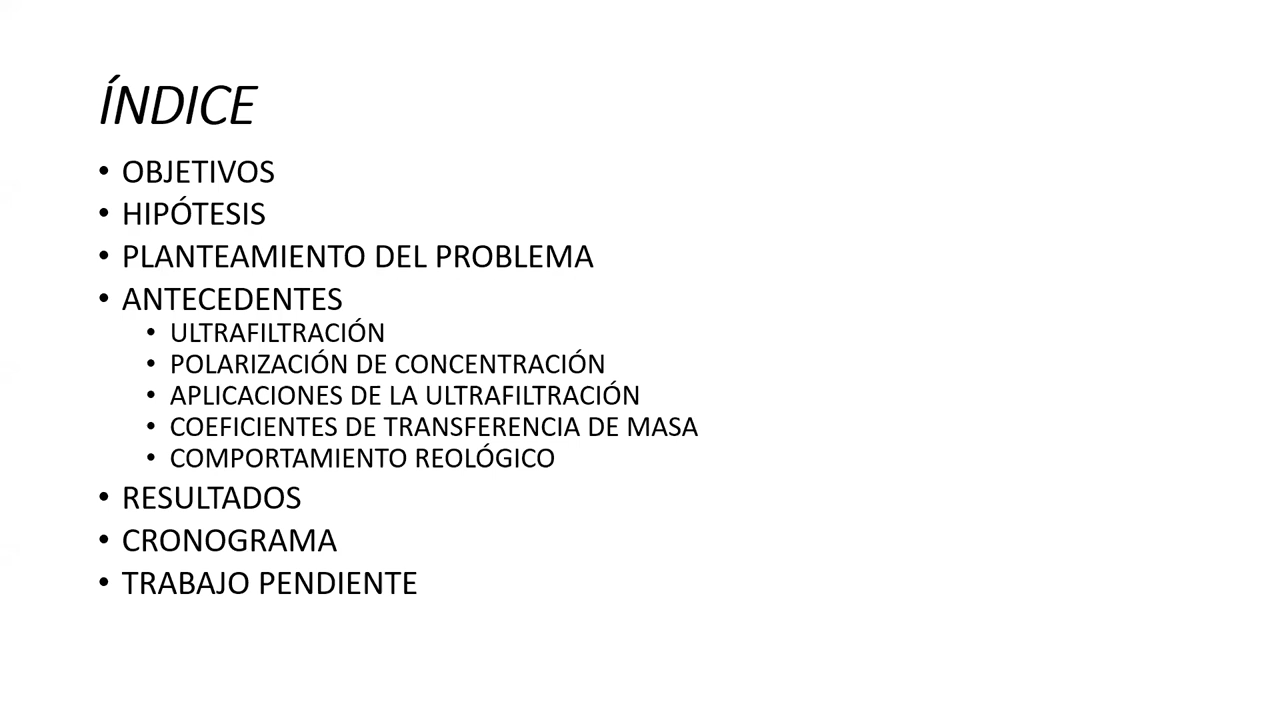 ÍNDICE
• OBJETIVOS
• HIPÓTESIS
• PLANTEAMIENTO DEL PROBLEMA
• ANTECEDENTES
• ULTRAFILTRACIÓN
• POLARIZACIÓN DE CONCENTRACIÓN
• APLICACIONES DE LA ULTRAFILTRACIÓN
• COEFICIENTES DE TRANSFERENCIA DE MASA
• COMPORTAMIENTO REOLÓGICO
• RESULTADOS
• CRONOGRAMA
• TRABAJO PENDIENTE